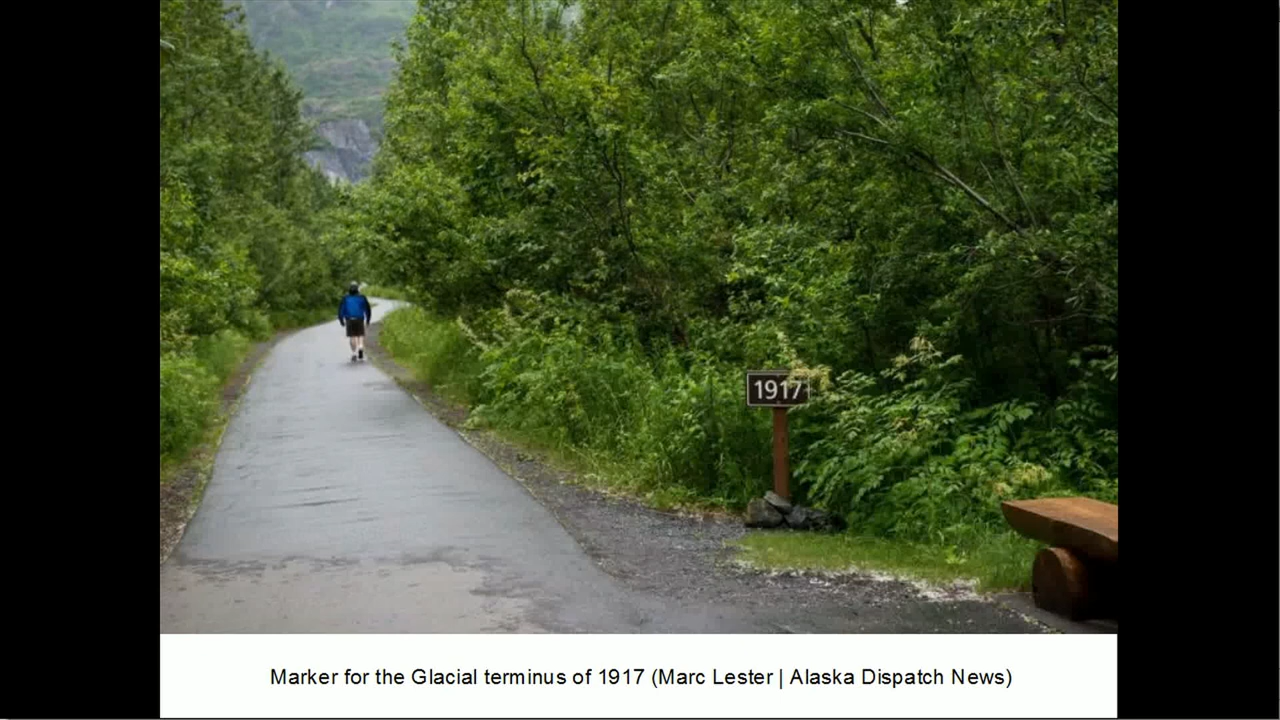 1917
Marker for the Glacial terminus of 1917 (Marc Lester | Alaska Dispatch News)